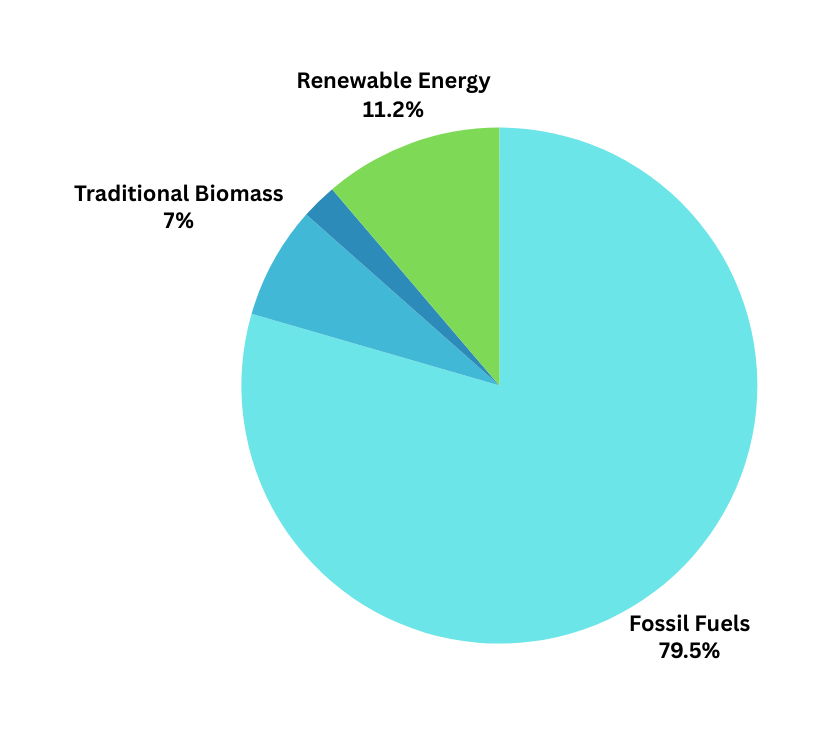 Renewable Energy
11.2%
Traditional Biomass
7%
Fossil Fuels
79.5%